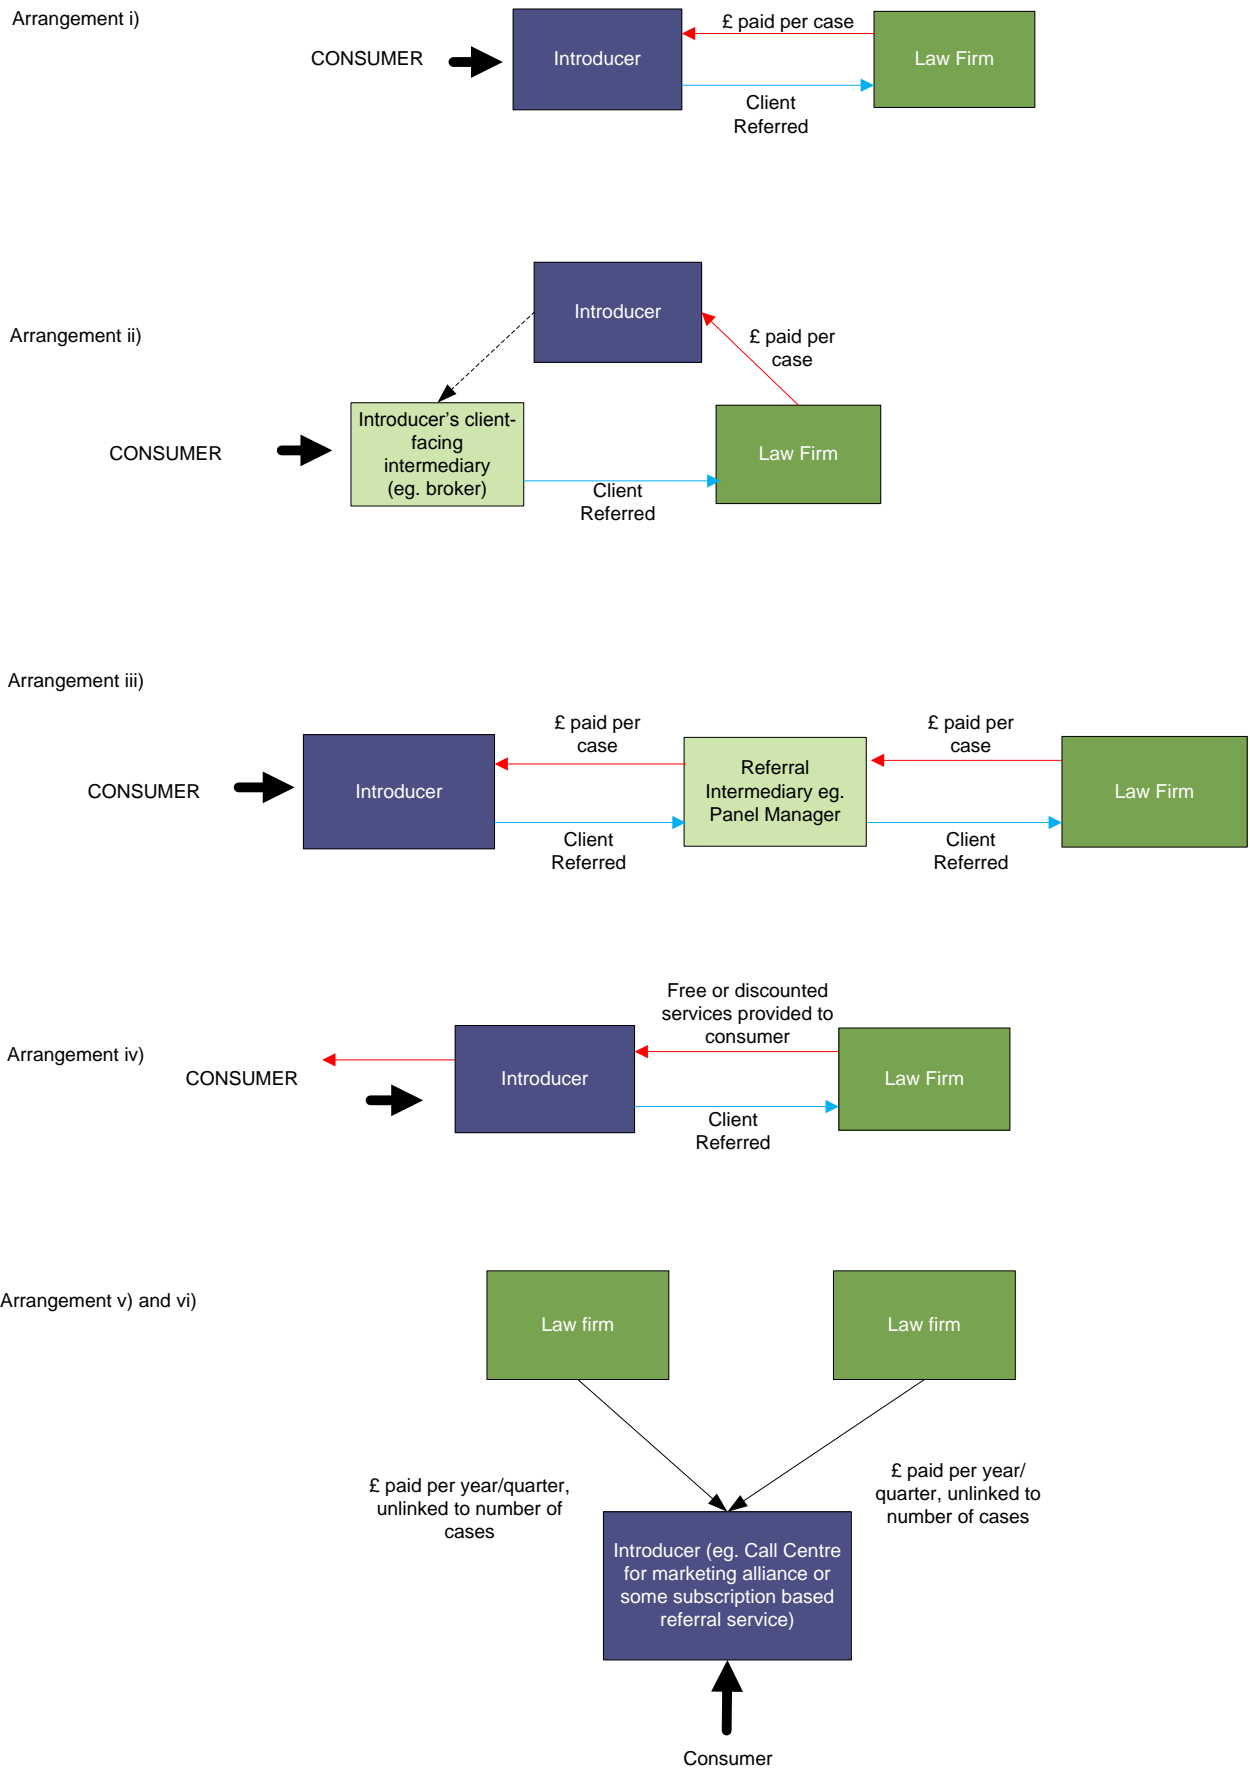 Arrangement i)
£ paid per case
CONSUMER
Introducer
Law Firm
Client
Referred
Arrangement ii)
Introducer
£ paid per
case
CONSUMER
Introducer’s client-
facing
intermediary
(eg. broker)
Law Firm
Client
Referred
Arrangement iii)
£ paid per
case
£ paid per
case
CONSUMER
Introducer
Referral
Intermediary eg.
Panel Manager
Law Firm
Client
Referred
Client
Referred
Arrangement iv)
Free or discounted
services provided to
consumer
CONSUMER
Introducer
Law Firm
Client
Referred
Arrangement v) and vi)
Law firm
Law firm
£ paid per year/quarter,
unlinked to number of
cases
£ paid per year/
quarter, unlinked to
number of cases
Introducer (eg. Call Centre
for marketing alliance or
some subscription based
referral service)
Consumer